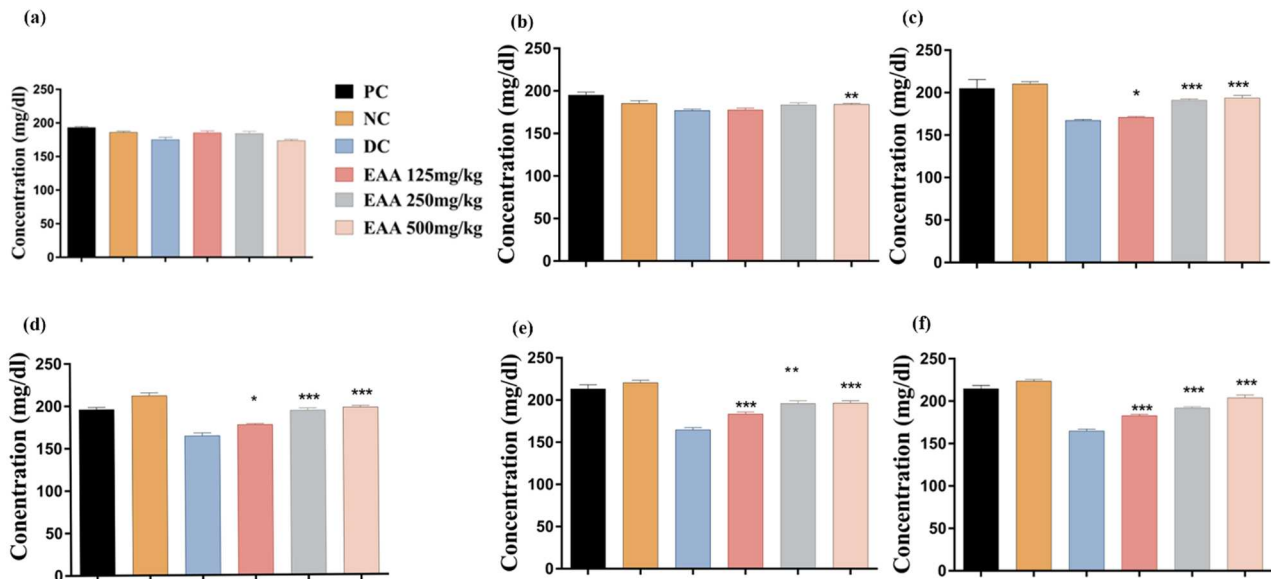 (a)
Concentration (mg/dl)
250
200
150
100
50
0
PC
NC
DC
EAA 125mg/kg
EAA 250mg/kg
EAA 500mg/kg
(b)
Concentration (mg/dl)
250
200
150
100
50
0
**
(c)
Concentration (mg/dl)
250
200
150
100
50
0
*
***
***
(d)
Conentration (mg/dl)
250
200
150
100
50
0
*
***
***
(e)
Concentration (mg/dl)
250
200
150
100
50
0
***
**
***
(f)
Concentration (mg/dl)
250
200
150
100
50
0
***
***
***